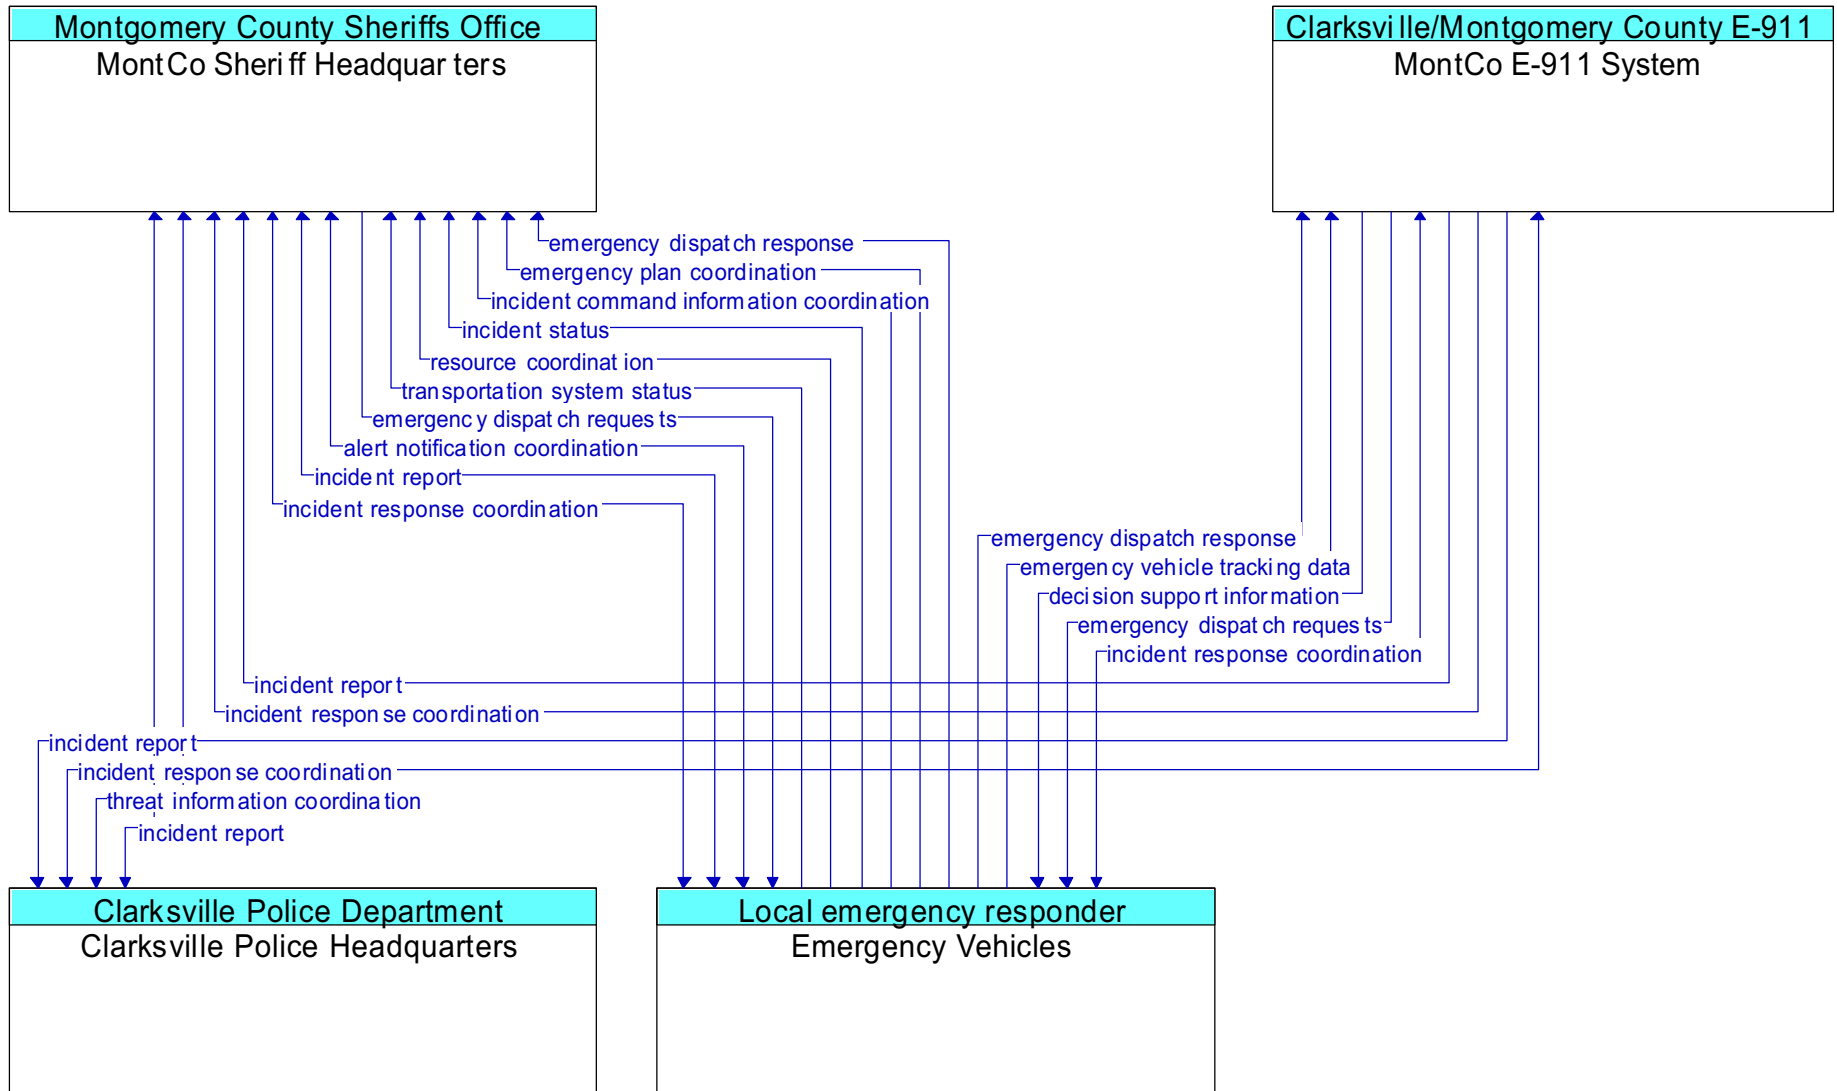 Montgomery County Sheriffs Office
MontCo Sheriff Headquarters
Clarksville/Montgomery County E-911
MontCo E-911 System
emergency dispatch response
emergency plan coordination
incident command information coordination
incident status
resource coordination
transportation system status
emergency dispatch requests
alert notification coordination
incident report
incident response coordination
emergency dispatch response
emergency vehicle tracking data
decision support information
emergency dispatch requests
incident response coordination
incident report
incident response coordination
incident report
incident response coordination
threat information coordination
incident report
Clarksville Police Department
Clarksville Police Headquarters
Local emergency responder
Emergency Vehicles